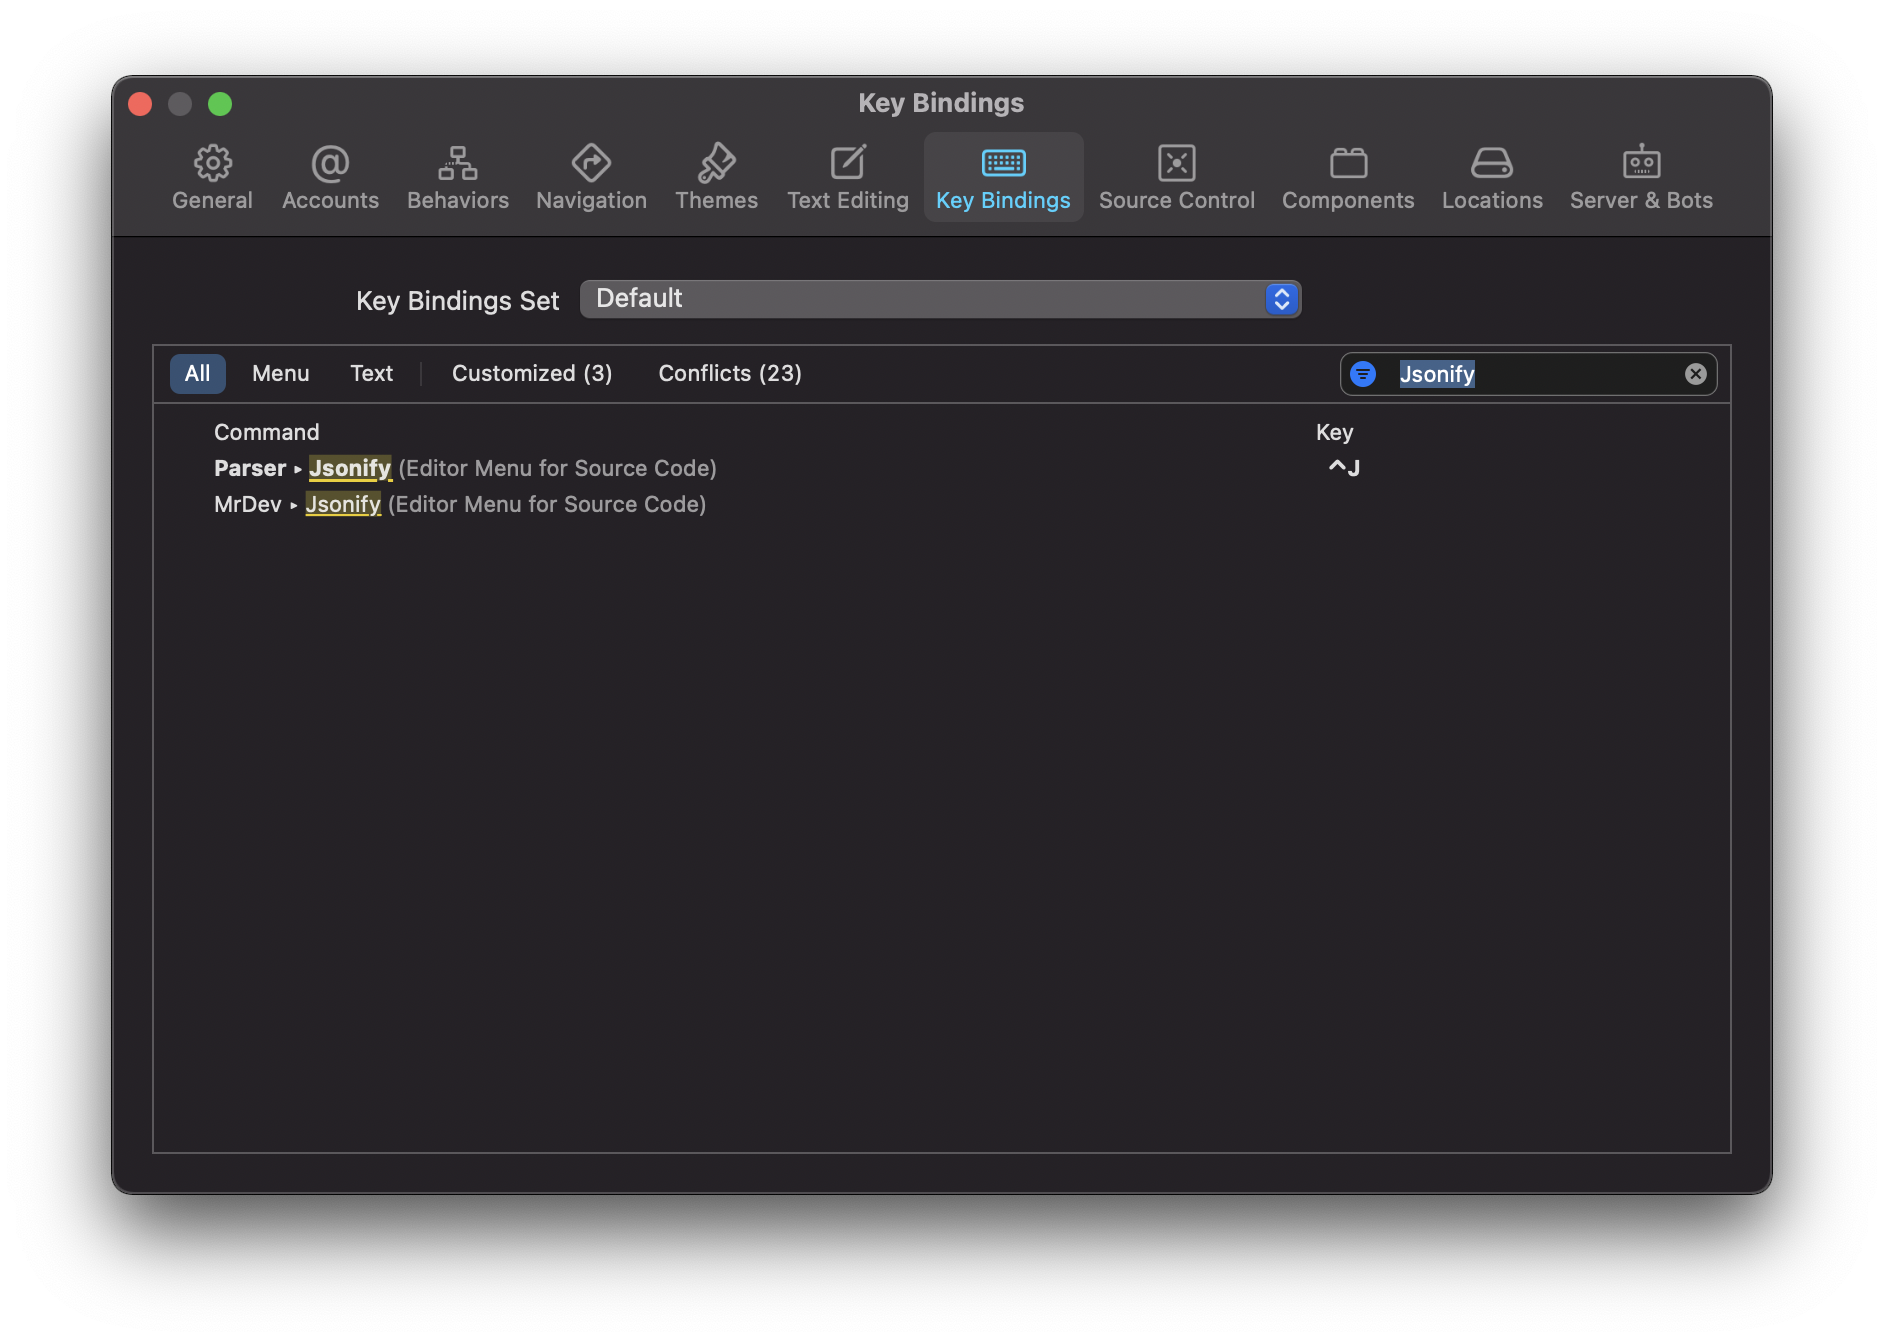 Key Bindings
General Accounts Behaviors Navigation Themes Text Editing Key Bindings Source Control Components Locations Server & Bots
Key Bindings Set Default
All Menu Text Customized (3) Conflicts (23) Jsonify
Command Key
Parser ▸ Jsonify (Editor Menu for Source Code) ^J
MrDev ▸ Jsonify (Editor Menu for Source Code)